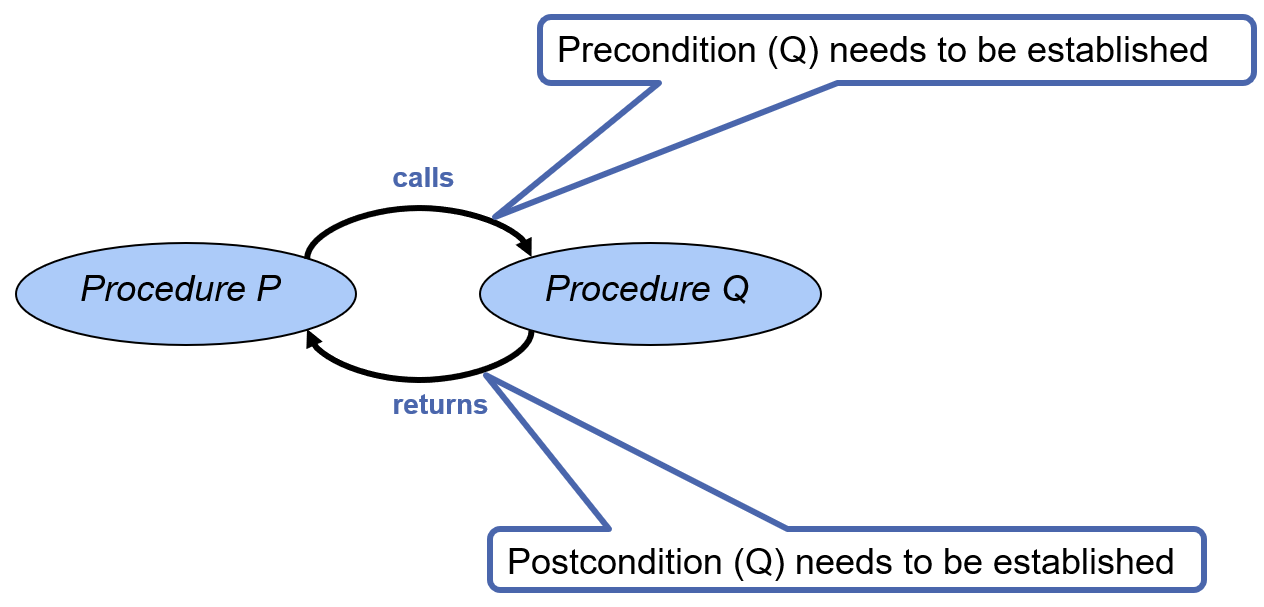 Precondition (Q) needs to be established
calls
Procedure P
Procedure Q
returns
Postcondition (Q) needs to be established